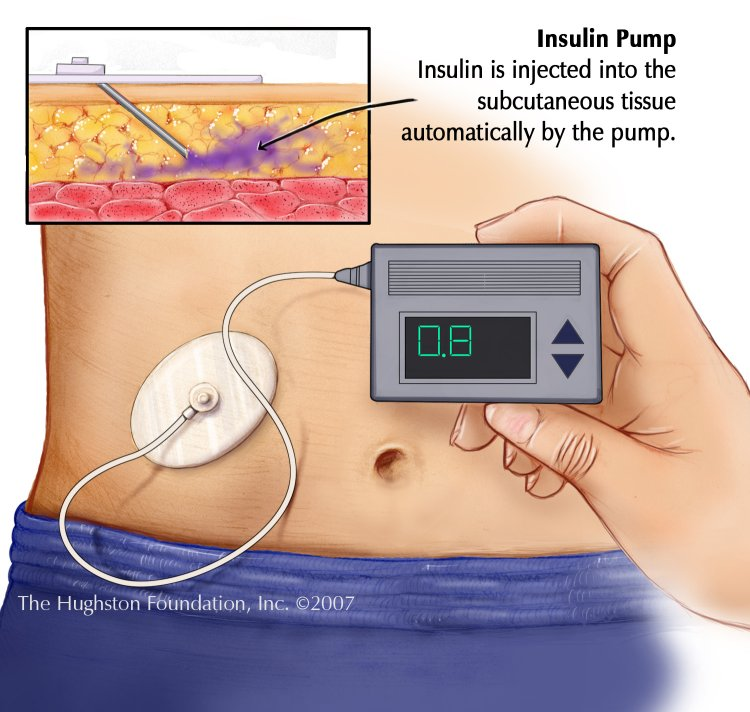 Insulin Pump
Insulin is injected into the
subcutaneous tissue
automatically by the pump.
0.8
The Hughston Foundation, Inc. ©2007